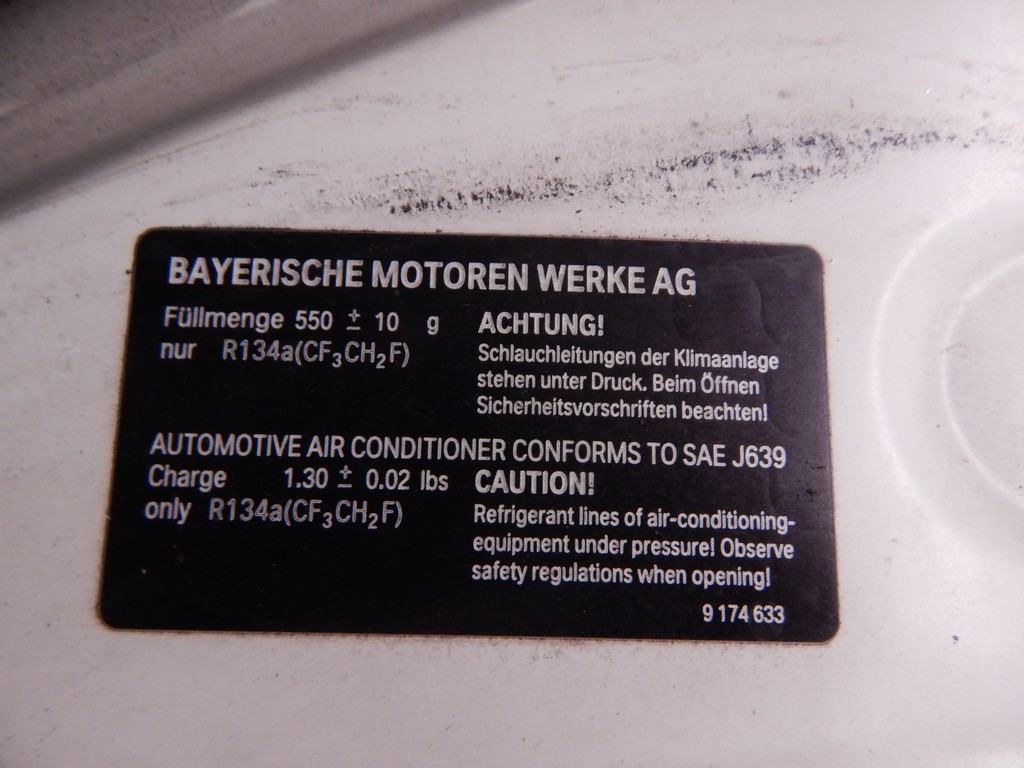 BAYERISCHE MOTOREN WERKE AG
Füllmenge 550 ± 10 g
nur R134a(CF₃CH₂F)
ACHTUNG!
Schlauchleitungen der Klimaanlage
stehen unter Druck. Beim Öffnen
Sicherheitsvorschriften beachten!
AUTOMOTIVE AIR CONDITIONER CONFORMS TO SAE J639
Charge 1.30 ± 0.02 lbs
only R134a(CF₃CH₂F)
CAUTION!
Refrigerant lines of air-conditioning-
equipment under pressure! Observe
safety regulations when opening!
9 174 633